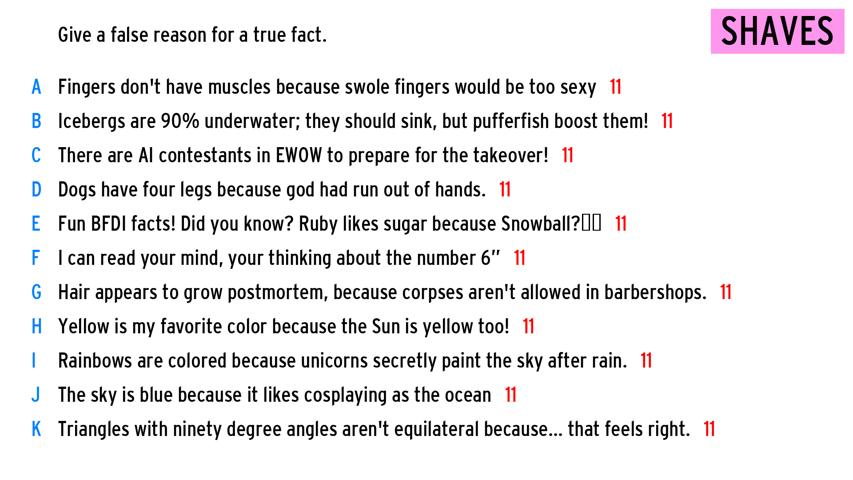 Give a false reason for a true fact.
SHAVES
A Fingers don't have muscles because swole fingers would be too sexy 11
B Icebergs are 90% underwater; they should sink, but pufferfish boost them! 11
C There are AI contestants in EWOW to prepare for the takeover! 11
D Dogs have four legs because god had run out of hands. 11
E Fun BFDI facts! Did you know? Ruby likes sugar because Snowball?▯▯ 11
F I can read your mind, your thinking about the number 6” 11
G Hair appears to grow postmortem, because corpses aren't allowed in barbershops. 11
H Yellow is my favorite color because the Sun is yellow too! 11
I Rainbows are colored because unicorns secretly paint the sky after rain. 11
J The sky is blue because it likes cosplaying as the ocean 11
K Triangles with ninety degree angles aren't equilateral because... that feels right. 11